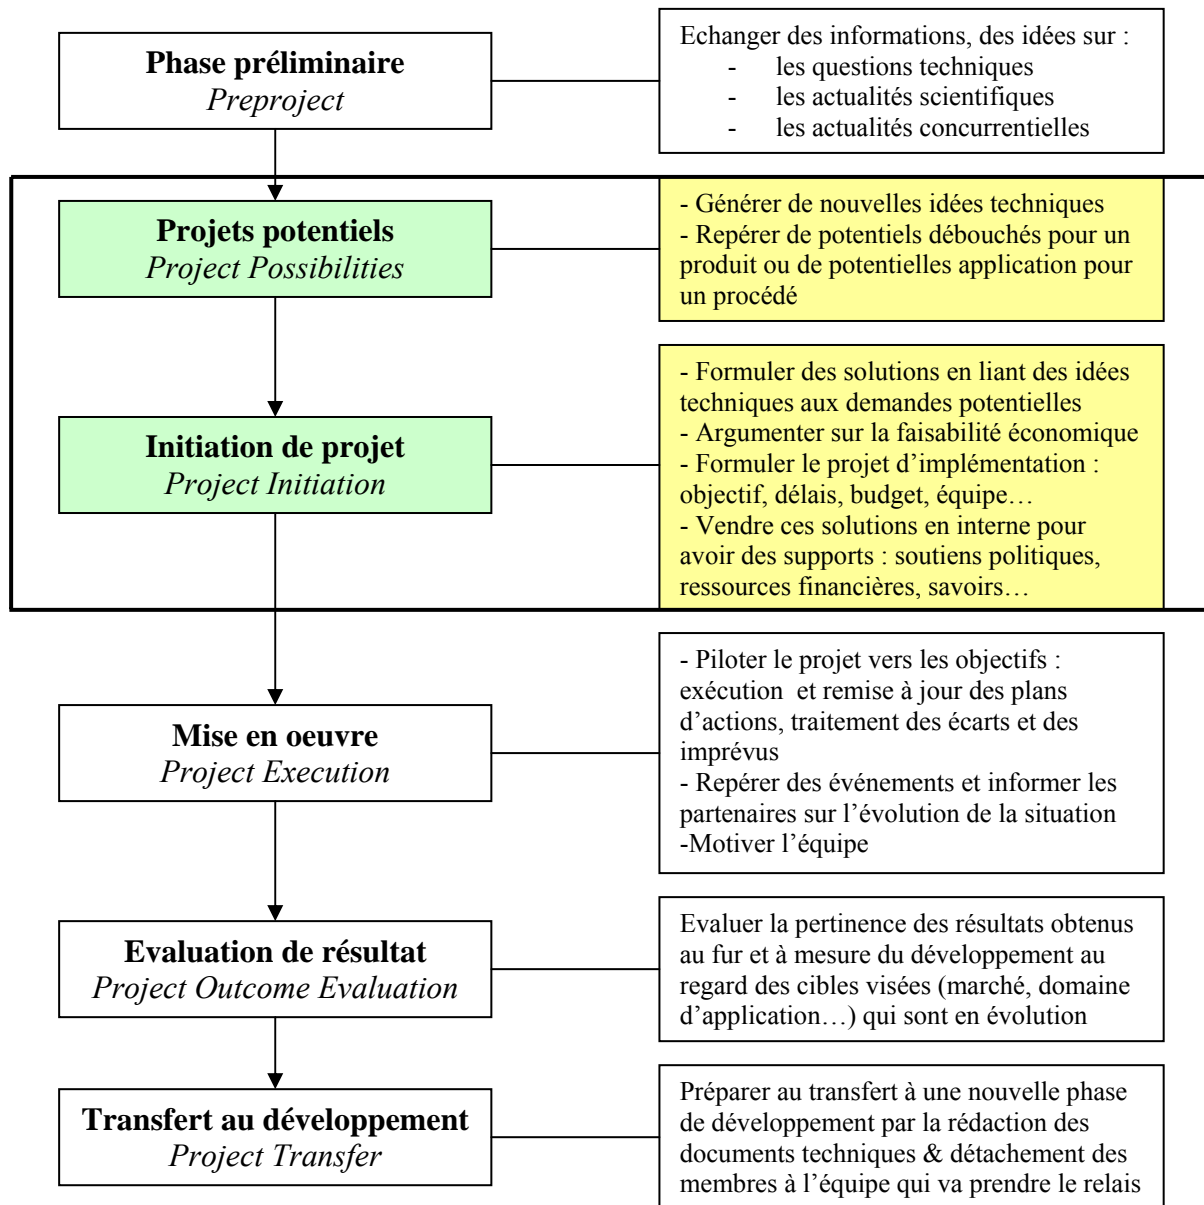 Phase préliminaire
Preproject
Echanger des informations, des idées sur :
- les questions techniques
- les actualités scientifiques
- les actualités concurrentielles
Projets potentiels
Project Possibilities
- Générer de nouvelles idées techniques
- Repérer de potentiels débouchés pour un
produit ou de potentielles application pour
un procédé
Initiation de projet
Project Initiation
- Formuler des solutions en liant des idées
techniques aux demandes potentielles
- Argumenter sur la faisabilité économique
- Formuler le projet d’implémentation :
objectif, délais, budget, équipe…
- Vendre ces solutions en interne pour
avoir des supports : soutiens politiques,
ressources financières, savoirs…
Mise en oeuvre
Project Execution
- Piloter le projet vers les objectifs :
exécution et remise à jour des plans
d’actions, traitement des écarts et des
imprévus
- Repérer des événements et informer les
partenaires sur l’évolution de la situation
-Motiver l’équipe
Evaluation de résultat
Project Outcome Evaluation
Evaluer la pertinence des résultats obtenus
au fur et à mesure du développement au
regard des cibles visées (marché, domaine
d’application…) qui sont en évolution
Transfert au développement
Project Transfer
Préparer au transfert à une nouvelle phase
de développement par la rédaction des
documents techniques & détachement des
membres à l’équipe qui va prendre le relais